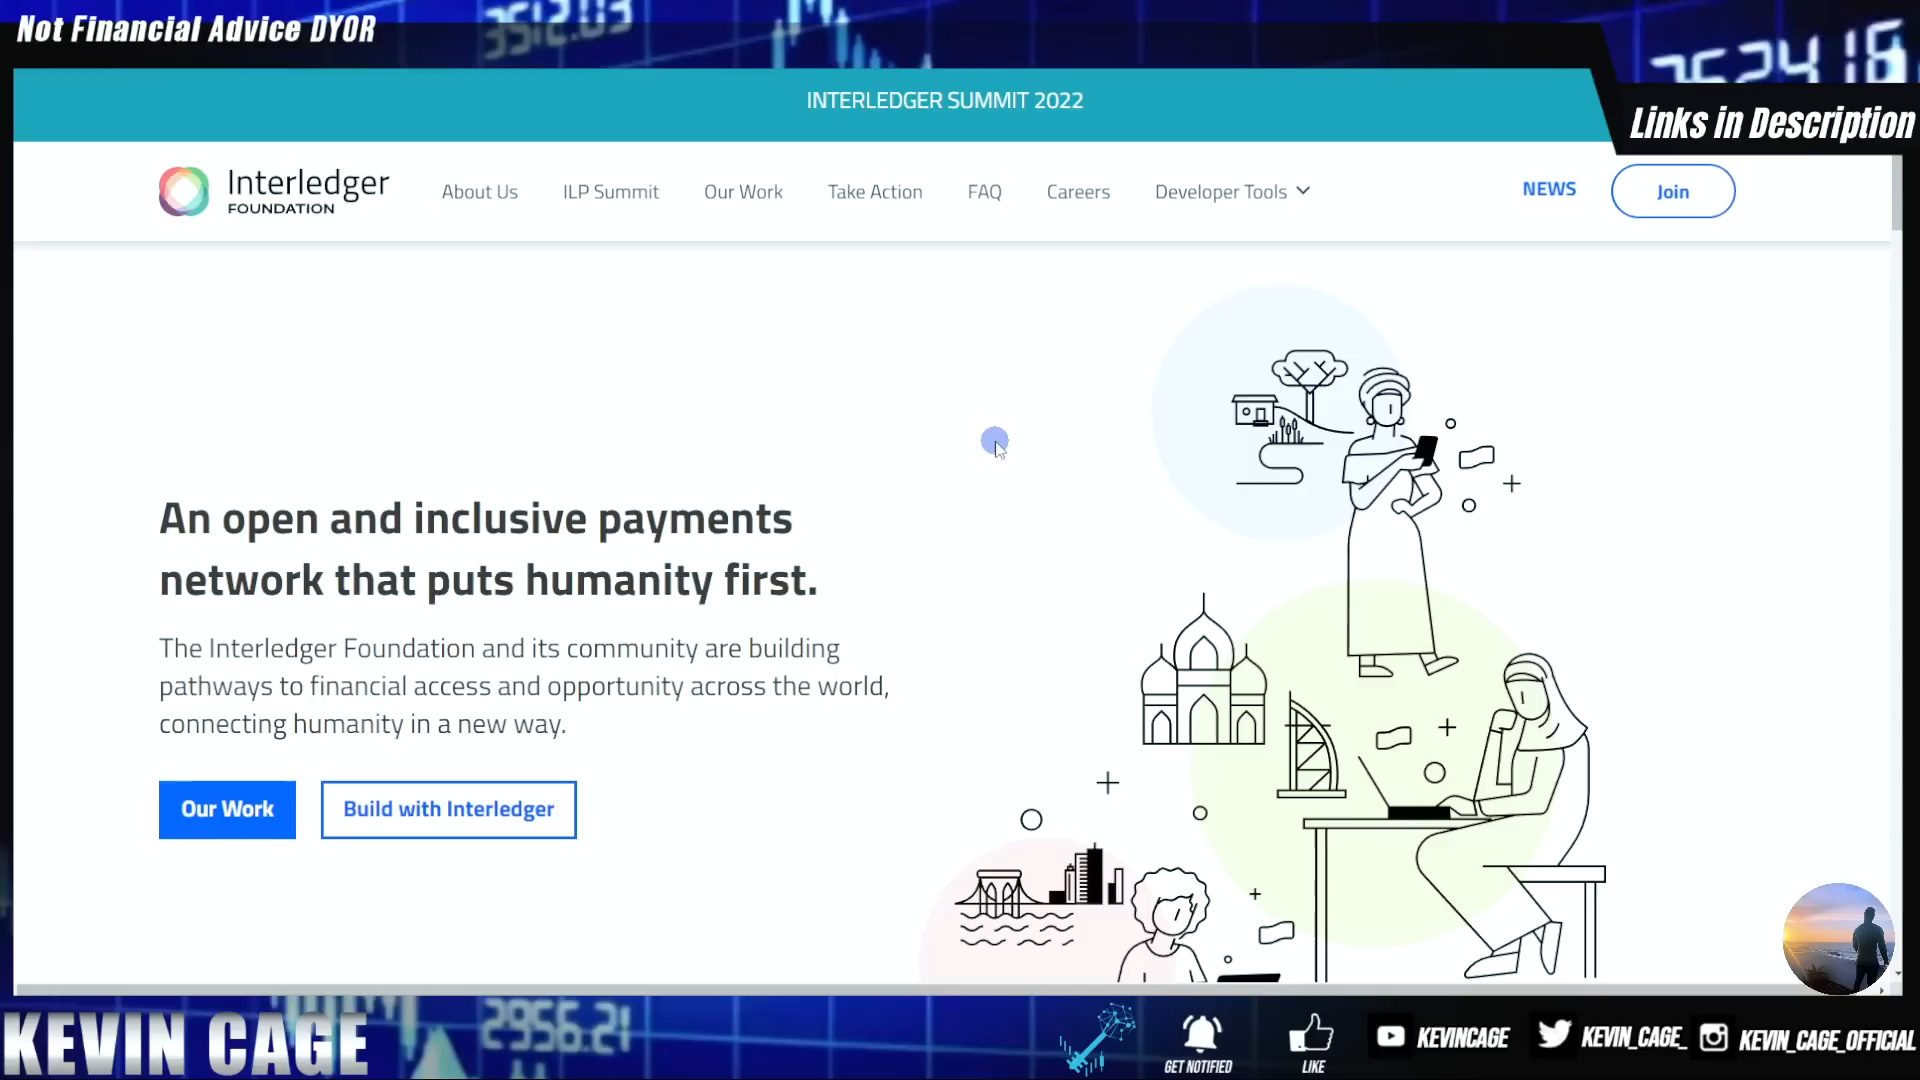 Not Financial Advice DYOR
3512.03
352418
INTERLEDGER SUMMIT 2022
Links in Description
Interledger
FOUNDATION
About Us
ILP Summit
Our Work
Take Action
FAQ
Careers
Developer Tools
NEWS
Join
An open and inclusive payments
network that puts humanity first.
The Interledger Foundation and its community are building
pathways to financial access and opportunity across the world,
connecting humanity in a new way.
Our Work
Build with Interledger
KEVIN CAGE
2956.21
GET NOTIFIED
LIKE
KEVINCAGE
KEVIN_CAGE_
KEVIN_CAGE_OFFICIAL